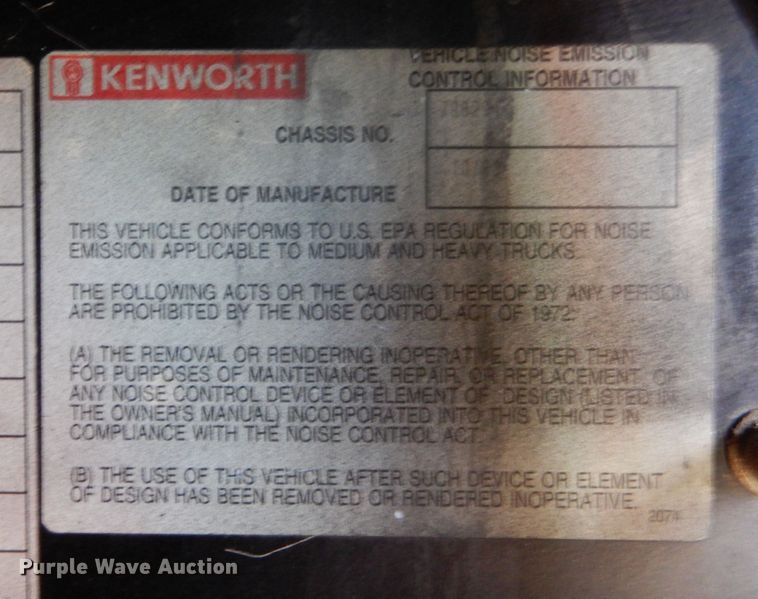 KENWORTH
VEHICLE NOISE EMISSION
CONTROL INFORMATION
CHASSIS NO.
DATE OF MANUFACTURE
THIS VEHICLE CONFORMS TO U.S. EPA REGULATION FOR NOISE
EMISSION APPLICABLE TO MEDIUM AND HEAVY TRUCKS.
THE FOLLOWING ACTS OR THE CAUSING THEREOF BY ANY PERSON
ARE PROHIBITED BY THE NOISE CONTROL ACT OF 1972:
(A) THE REMOVAL OR RENDERING INOPERATIVE, OTHER THAN
FOR PURPOSES OF MAINTENANCE, REPAIR, OR REPLACEMENT, OF
ANY NOISE CONTROL DEVICE OR ELEMENT OF DESIGN (LISTED IN
THE OWNER'S MANUAL) INCORPORATED INTO THIS VEHICLE IN
COMPLIANCE WITH THE NOISE CONTROL ACT.
(B) THE USE OF THIS VEHICLE AFTER SUCH DEVICE OR ELEMENT
OF DESIGN HAS BEEN REMOVED OR RENDERED INOPERATIVE.
Purple Wave Auction